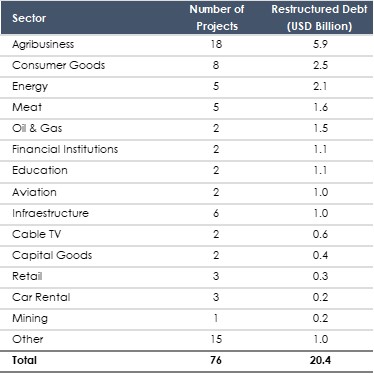 Sector Number of Projects Restructured Debt (USD Billion)
Agribusiness 18 5.9
Consumer Goods 8 2.5
Energy 5 2.1
Meat 5 1.6
Oil & Gas 2 1.5
Financial Institutions 2 1.1
Education 2 1.1
Aviation 2 1.0
Infraestructure 6 1.0
Cable TV 2 0.6
Capital Goods 2 0.4
Retail 3 0.3
Car Rental 3 0.2
Mining 1 0.2
Other 15 1.0
Total 76 20.4